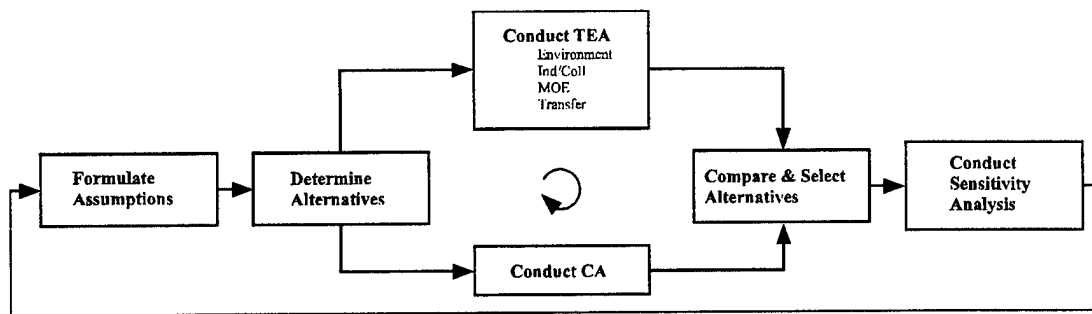 Conduct TEA
Environment
Ind/Coll
MOE
Transfer
Formulate
Assumptions
Determine
Alternatives
Compare & Select
Alternatives
Conduct
Sensitivity
Analysis
Conduct CA